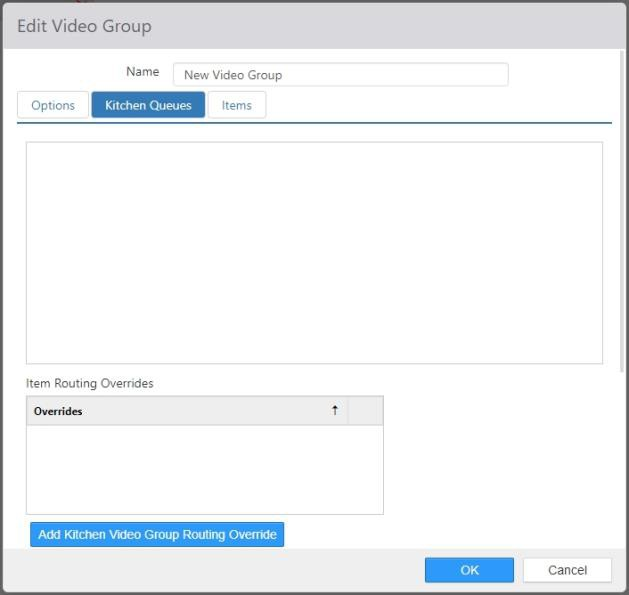 Edit Video Group
Name New Video Group
Options Kitchen Queues Items
Item Routing Overrides
Overrides ↑
Add Kitchen Video Group Routing Override
OK Cancel